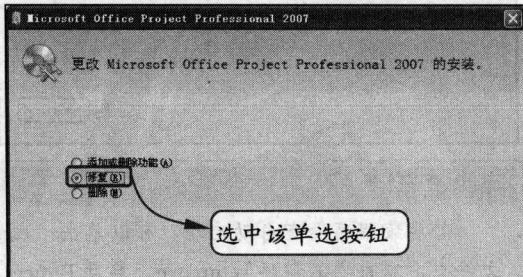 Microsoft Office Project Professional 2007
更改 Microsoft Office Project Professional 2007 的安装。
添加或删除功能(A)
修复(R)
删除(M)
选中该单选按钮